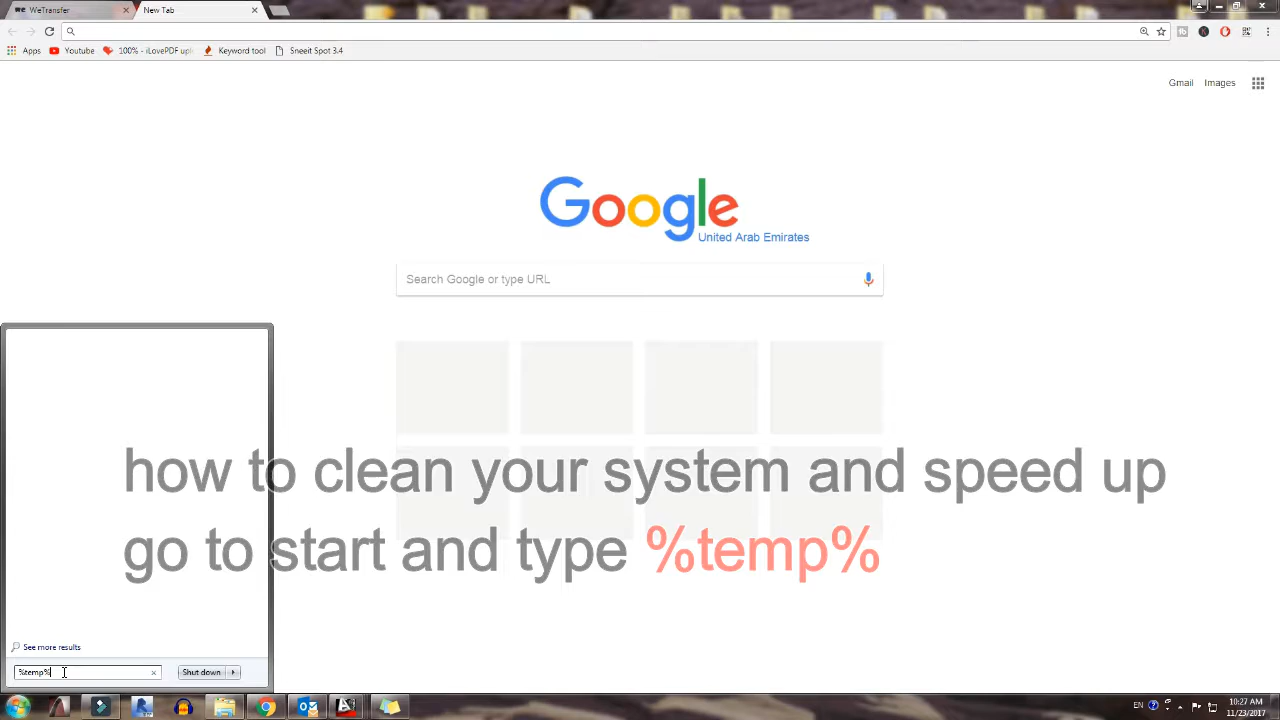 WeTransfer
New Tab
Apps
Youtube
100% - iLovePDF upl
Keyword tool
Sneeit Spot 3.4
Gmail
Images
Google
United Arab Emirates
Search Google or type URL
how to clean your system and speed up
go to start and type %temp%
See more results
%temp%
Shut down
EN
10:27 AM
11/23/2017